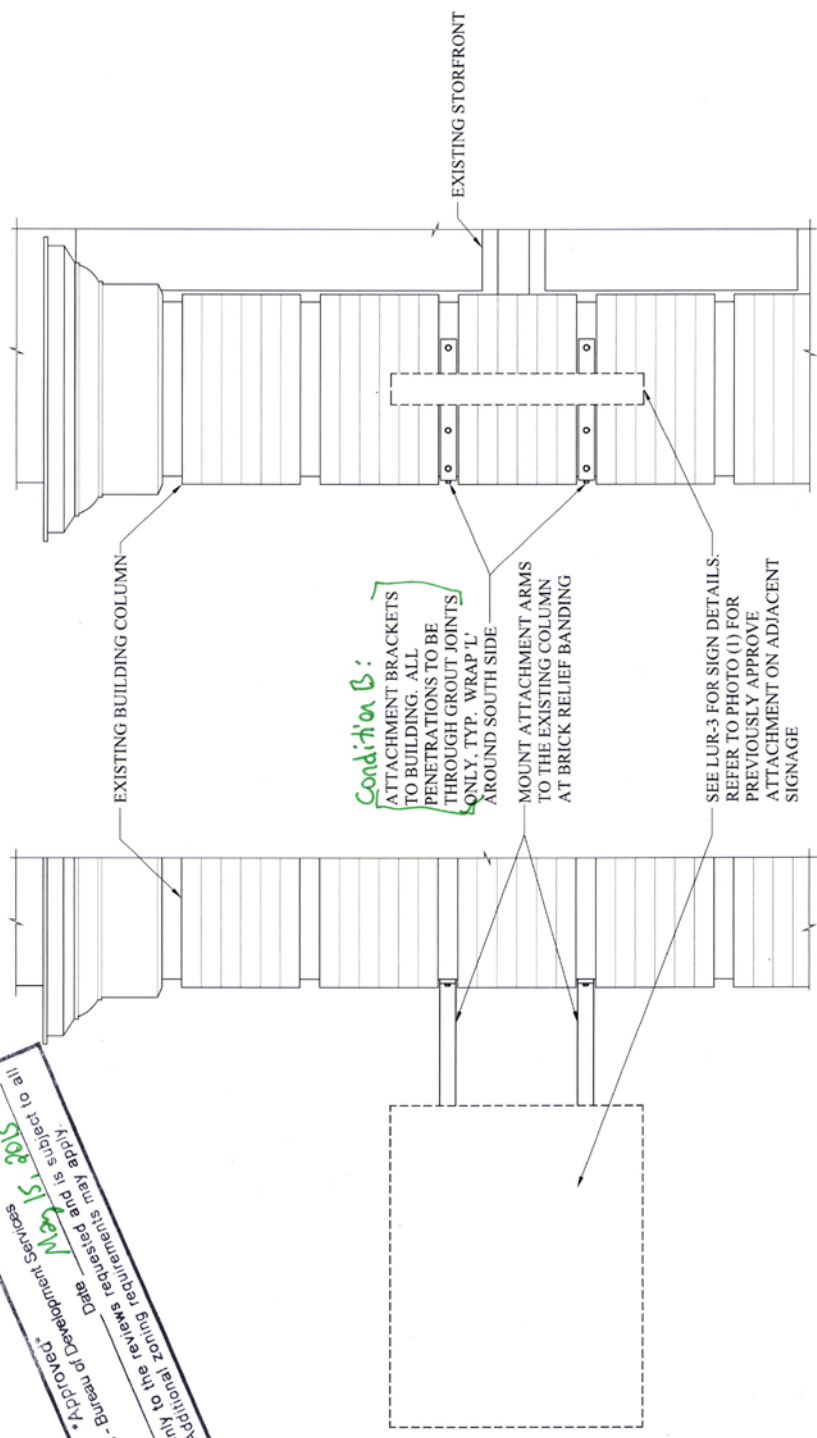 EXISTING STORFRONT
EXISTING BUILDING COLUMN
Condition B:
ATTACHMENT BRACKETS
TO BUILDING. ALL
PENETRATIONS TO BE
THROUGH GROUT JOINTS
ONLY, TYP. WRAP 'L'
AROUND SOUTH SIDE
MOUNT ATTACHMENT ARMS
TO THE EXISTING COLUMN
AT BRICK RELIEF BANDING
SEE LUR-3 FOR SIGN DETAILS.
REFER TO PHOTO (1) FOR
PREVIOUSLY APPROVE
ATTACHMENT ON ADJACENT
SIGNAGE
*Approved*
- Bureau of Development Services
Date May 15, 2015
only to the reviews requested and is subject to all
Additional zoning requirements may apply.